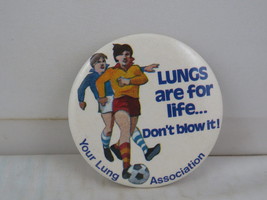 LUNGS
are for
life...
Don't blow it!
Your Lung Association